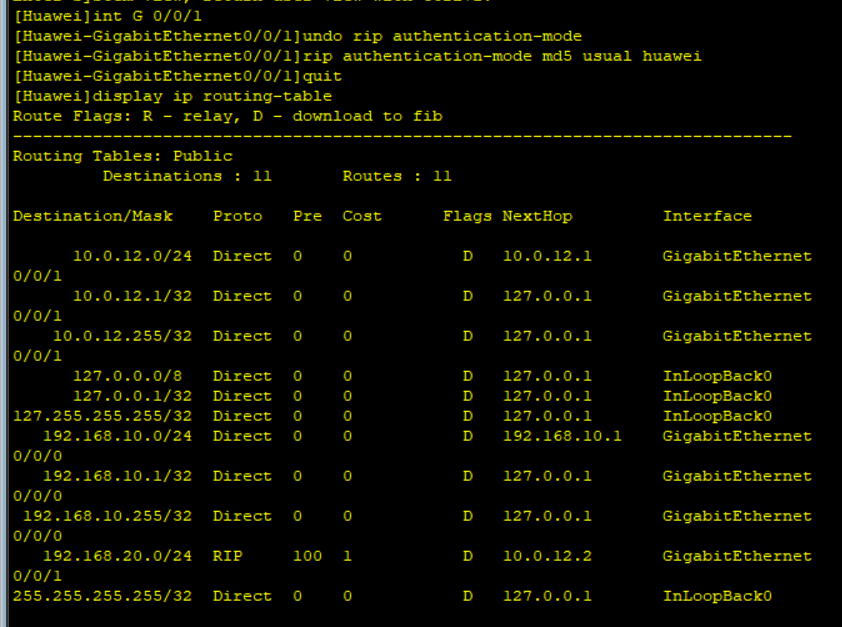 [Huawei]int G 0/0/1
[Huawei-GigabitEthernet0/0/1]undo rip authentication-mode
[Huawei-GigabitEthernet0/0/1]rip authentication-mode md5 usual huawei
[Huawei-GigabitEthernet0/0/1]quit
[Huawei]display ip routing-table
Route Flags: R - relay, D - download to fib
------------------------------------------------------------------------------
Routing Tables: Public
         Destinations : 11       Routes : 11
Destination/Mask    Proto   Pre  Cost      Flags NextHop         Interface
      10.0.12.0/24  Direct  0    0           D   10.0.12.1       GigabitEthernet
0/0/1
      10.0.12.1/32  Direct  0    0           D   127.0.0.1       GigabitEthernet
0/0/1
    10.0.12.255/32  Direct  0    0           D   127.0.0.1       GigabitEthernet
0/0/1
      127.0.0.0/8   Direct  0    0           D   127.0.0.1       InLoopBack0
      127.0.0.1/32  Direct  0    0           D   127.0.0.1       InLoopBack0
127.255.255.255/32  Direct  0    0           D   127.0.0.1       InLoopBack0
   192.168.10.0/24  Direct  0    0           D   192.168.10.1    GigabitEthernet
0/0/0
   192.168.10.1/32  Direct  0    0           D   127.0.0.1       GigabitEthernet
0/0/0
 192.168.10.255/32  Direct  0    0           D   127.0.0.1       GigabitEthernet
0/0/0
   192.168.20.0/24  RIP     100  1           D   10.0.12.2       GigabitEthernet
0/0/1
255.255.255.255/32  Direct  0    0           D   127.0.0.1       InLoopBack0